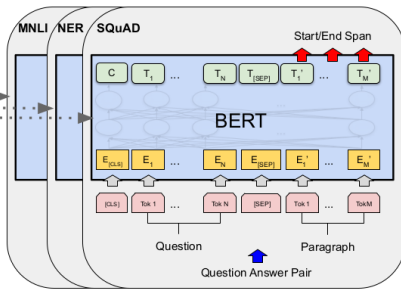 MNLI NER SQuAD
Start/End Span
C T1 ... TN T[SEP] T1' ... TM'
BERT
E[CLS] E1 ... EN E[SEP] E1' ... EM'
[CLS] Tok 1 ... Tok N [SEP] Tok 1 ... TokM
Question Paragraph
Question Answer Pair